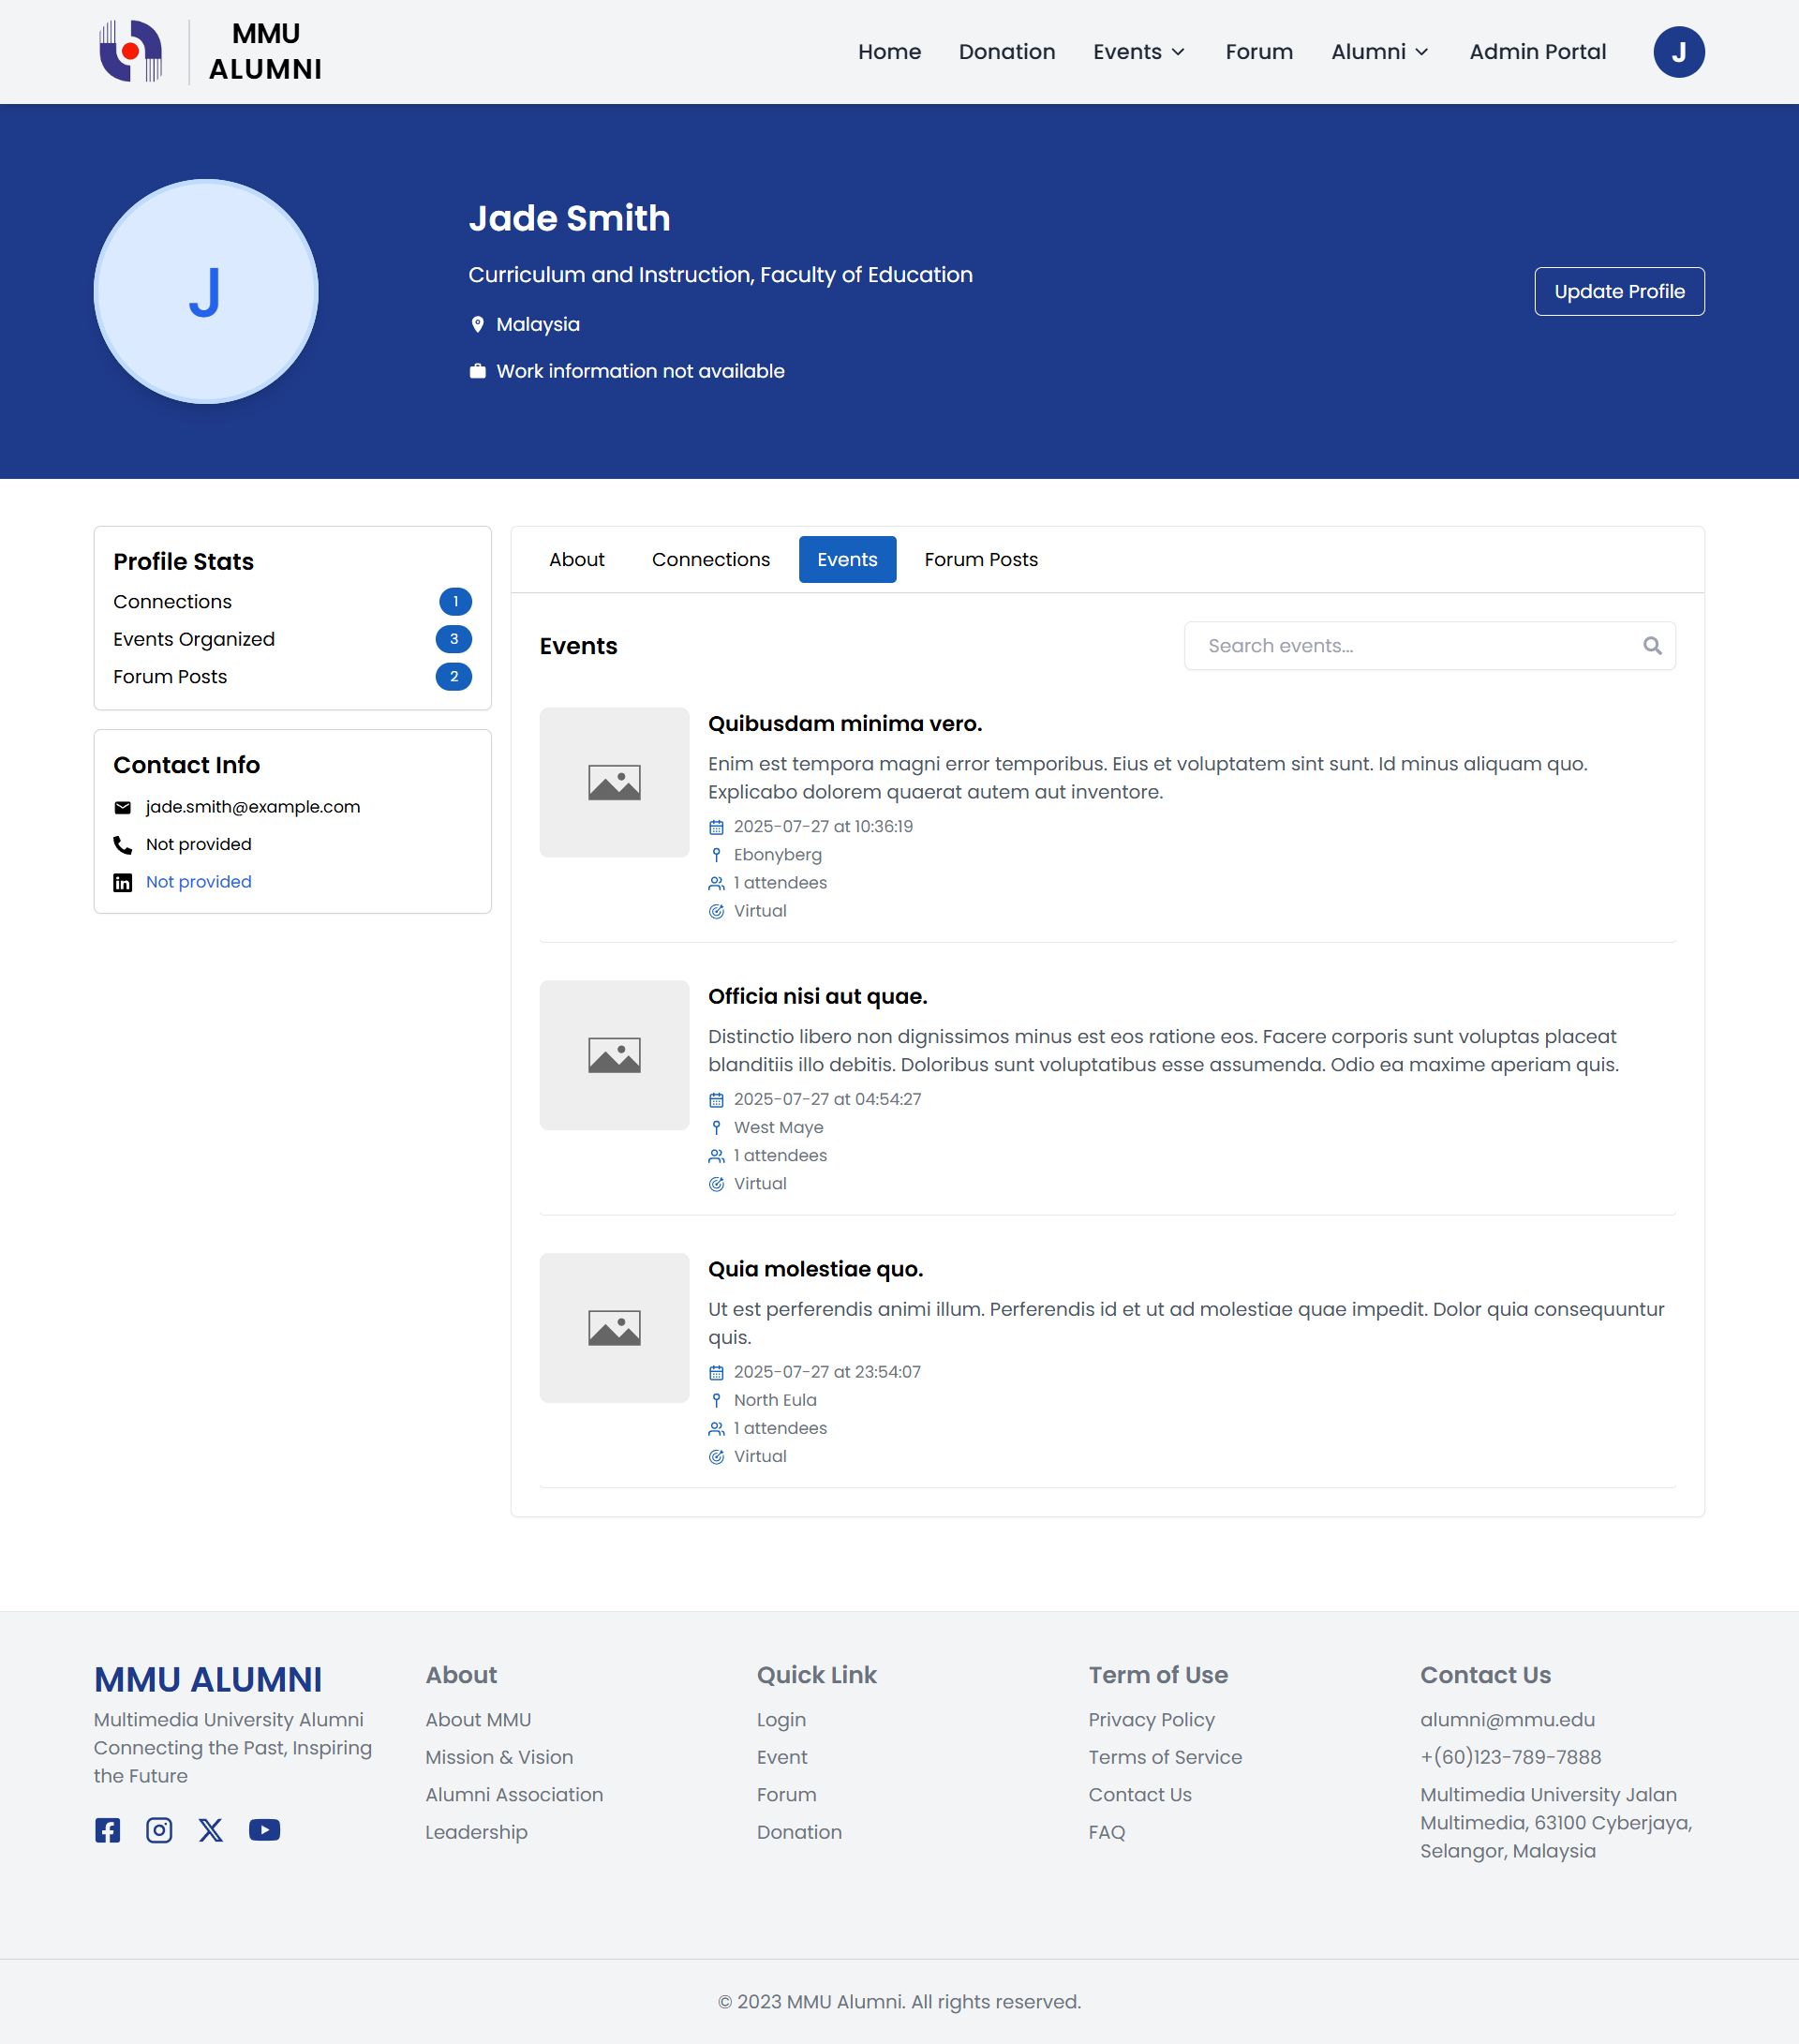 MMU
ALUMNI
Home
Donation
Events
Forum
Alumni
Admin Portal
J
J
Jade Smith
Curriculum and Instruction, Faculty of Education
Malaysia
Work information not available
Update Profile
Profile Stats
Connections
1
Events Organized
3
Forum Posts
2
Contact Info
jade.smith@example.com
Not provided
Not provided
About
Connections
Events
Forum Posts
Events
Search events...
Quibusdam minima vero.
Enim est tempora magni error temporibus. Eius et voluptatem sint sunt. Id minus aliquam quo.
Explicabo dolorem quaerat autem aut inventore.
2025-07-27 at 10:36:19
Ebonyberg
1 attendees
Virtual
Officia nisi aut quae.
Distinctio libero non dignissimos minus est eos ratione eos. Facere corporis sunt voluptas placeat
blanditiis illo debitis. Doloribus sunt voluptatibus esse assumenda. Odio ea maxime aperiam quis.
2025-07-27 at 04:54:27
West Maye
1 attendees
Virtual
Quia molestiae quo.
Ut est perferendis animi illum. Perferendis id et ut ad molestiae quae impedit. Dolor quia consequuntur
quis.
2025-07-27 at 23:54:07
North Eula
1 attendees
Virtual
MMU ALUMNI
Multimedia University Alumni
Connecting the Past, Inspiring
the Future
About
About MMU
Mission & Vision
Alumni Association
Leadership
Quick Link
Login
Event
Forum
Donation
Term of Use
Privacy Policy
Terms of Service
Contact Us
FAQ
Contact Us
alumni@mmu.edu
+(60)123-789-7888
Multimedia University Jalan
Multimedia, 63100 Cyberjaya,
Selangor, Malaysia
© 2023 MMU Alumni. All rights reserved.